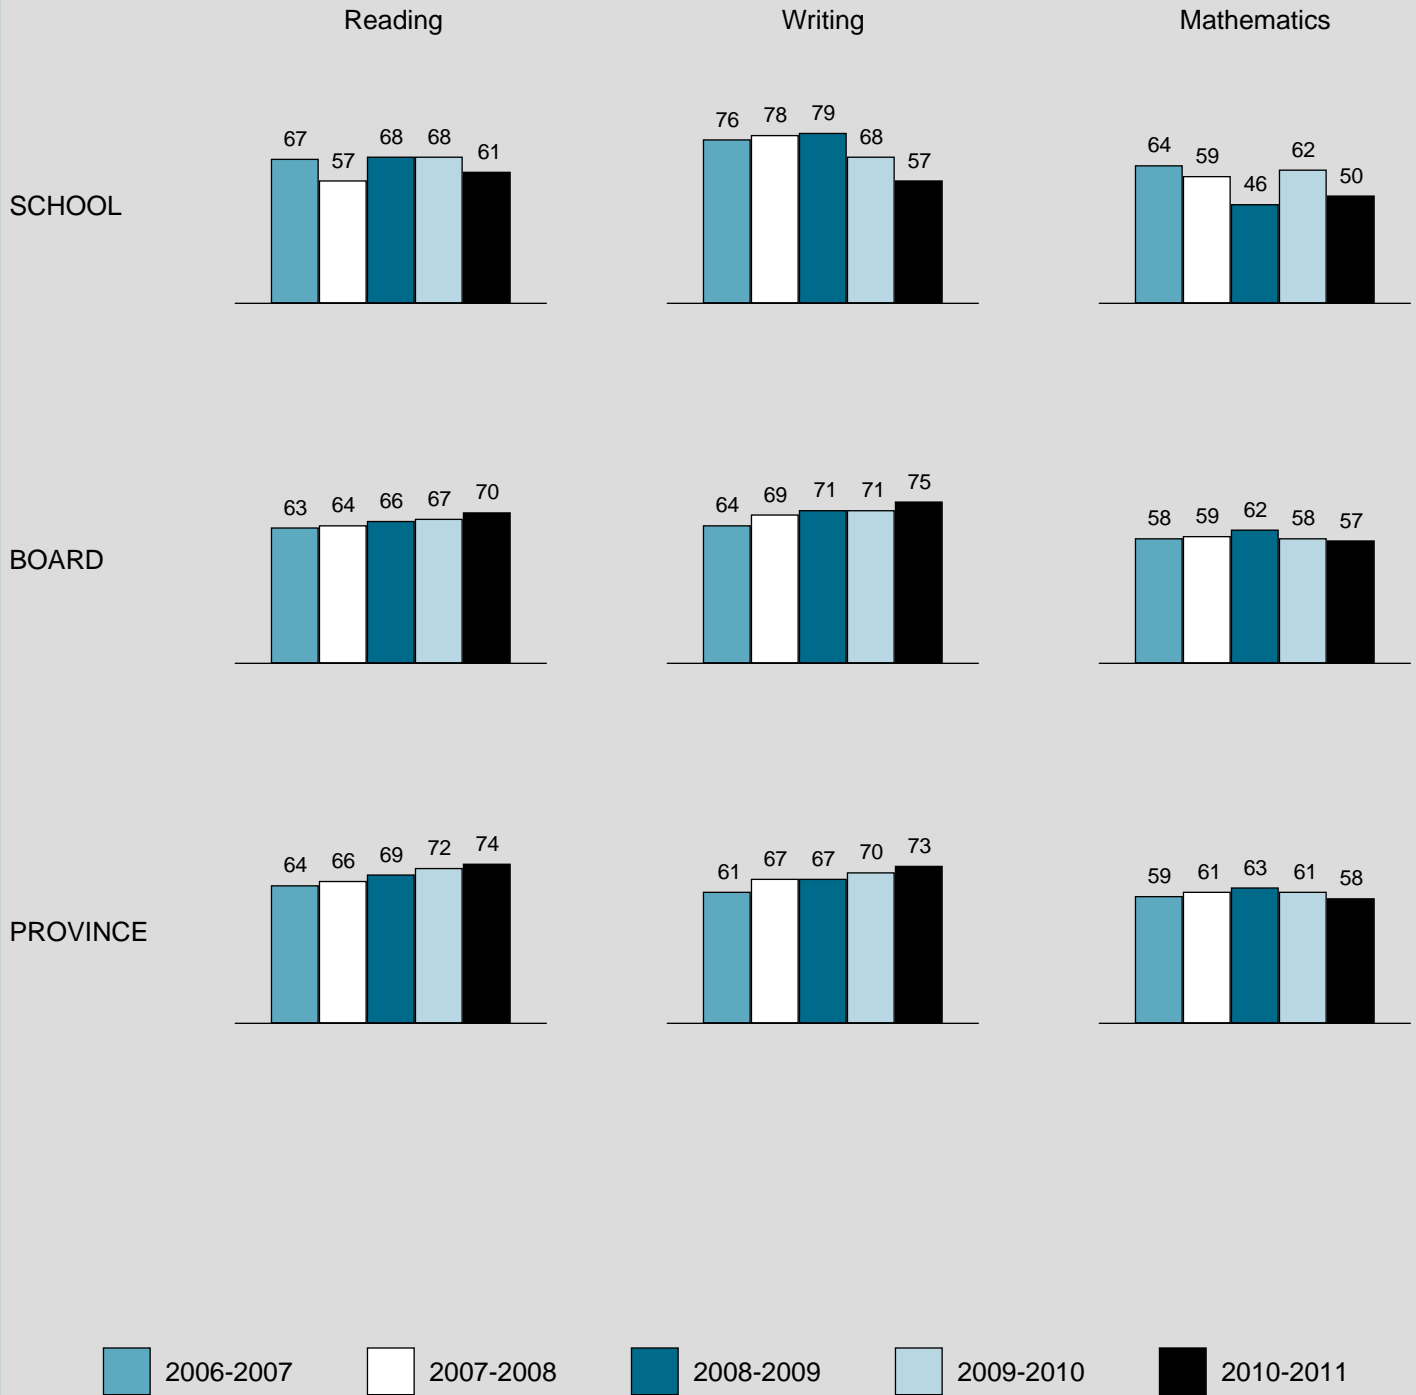 Reading Writing Mathematics
SCHOOL
67 57 68 68 61
76 78 79 68 57
64 59 46 62 50
BOARD
63 64 66 67 70
64 69 71 71 75
58 59 62 58 57
PROVINCE
64 66 69 72 74
61 67 67 70 73
59 61 63 61 58
2006-2007 2007-2008 2008-2009 2009-2010 2010-2011